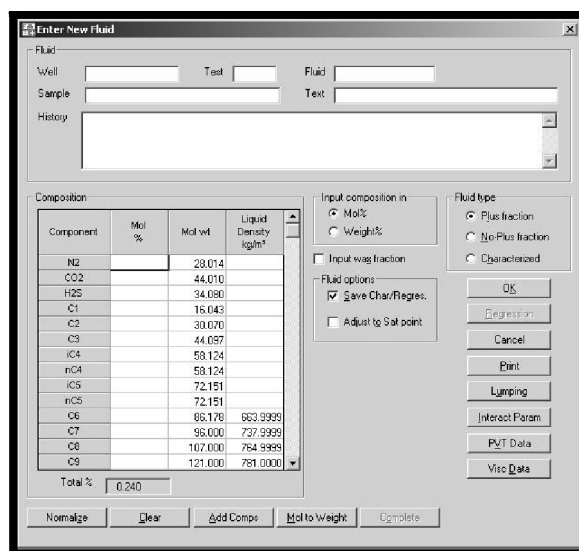 Enter New Fluid
Fluid
Well Test Fluid
Sample Text
History
Composition
Component Mol % Mol wt Liquid Density kg/m³
N2 28.014
CO2 44.010
H2S 34.080
C1 16.043
C2 30.070
C3 44.097
iC4 58.124
nC4 58.124
iC5 72.151
nC5 72.151
C6 86.178 663.9999
C7 96.000 737.9999
C8 107.000 764.9999
C9 121.000 781.0000
Total % 0.240
Input composition in
Mol%
Weight%
Input wax fraction
Fluid options
Save Char/Regres.
Adjust to Sat point
Fluid type
Plus fraction
No-Plus fraction
Characterized
OK
Regression
Cancel
Print
Lumping
Interact Param
PVT Data
Visc Data
Normalize Clear Add Comps Mol to Weight Complete